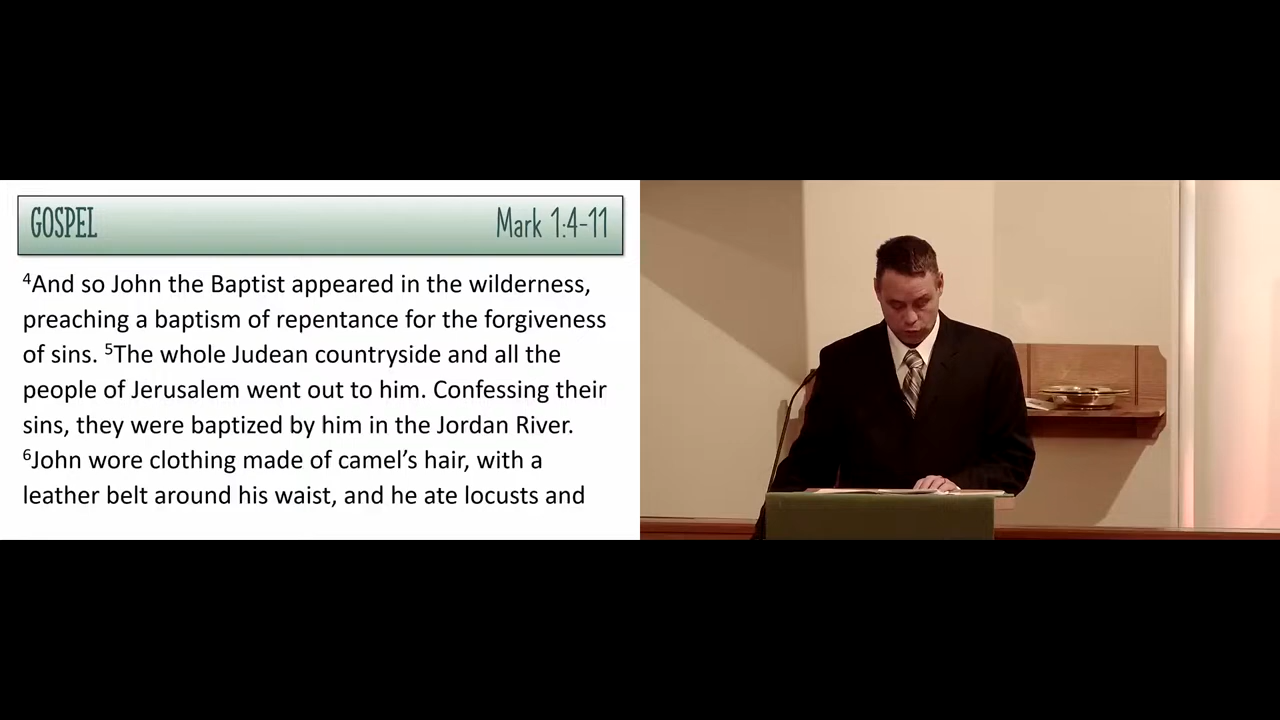 GOSPEL Mark 1:4-11
⁴And so John the Baptist appeared in the wilderness,
preaching a baptism of repentance for the forgiveness
of sins. ⁵The whole Judean countryside and all the
people of Jerusalem went out to him. Confessing their
sins, they were baptized by him in the Jordan River.
⁶John wore clothing made of camel’s hair, with a
leather belt around his waist, and he ate locusts and